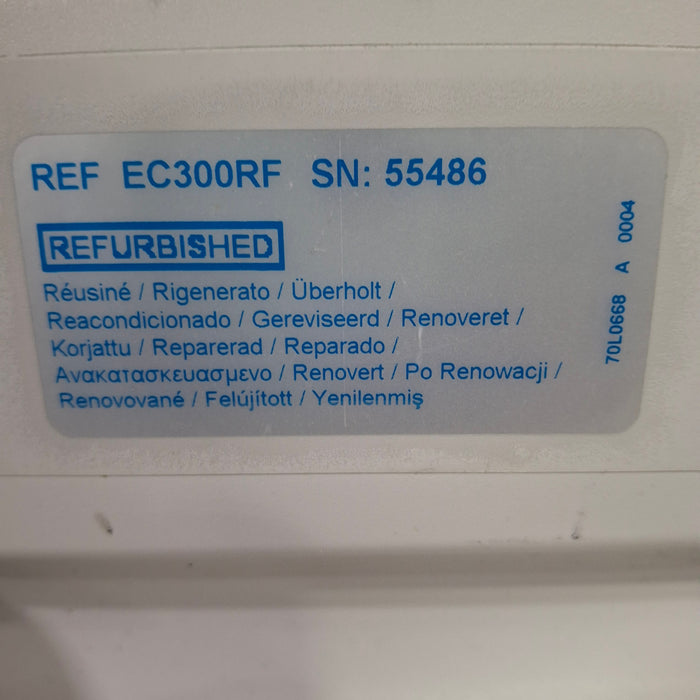 REF EC300RF SN: 55486
REFURBISHED
Réusiné / Rigenerato / Überholt /
Reacondicionado / Gereviseerd / Renoveret /
Korjattu / Reparerad / Reparado /
Ανακατασκευασμενο / Renovert / Po Renowacji /
Renovované / Felújított / Yenilenmiş
70L0668 A 0004